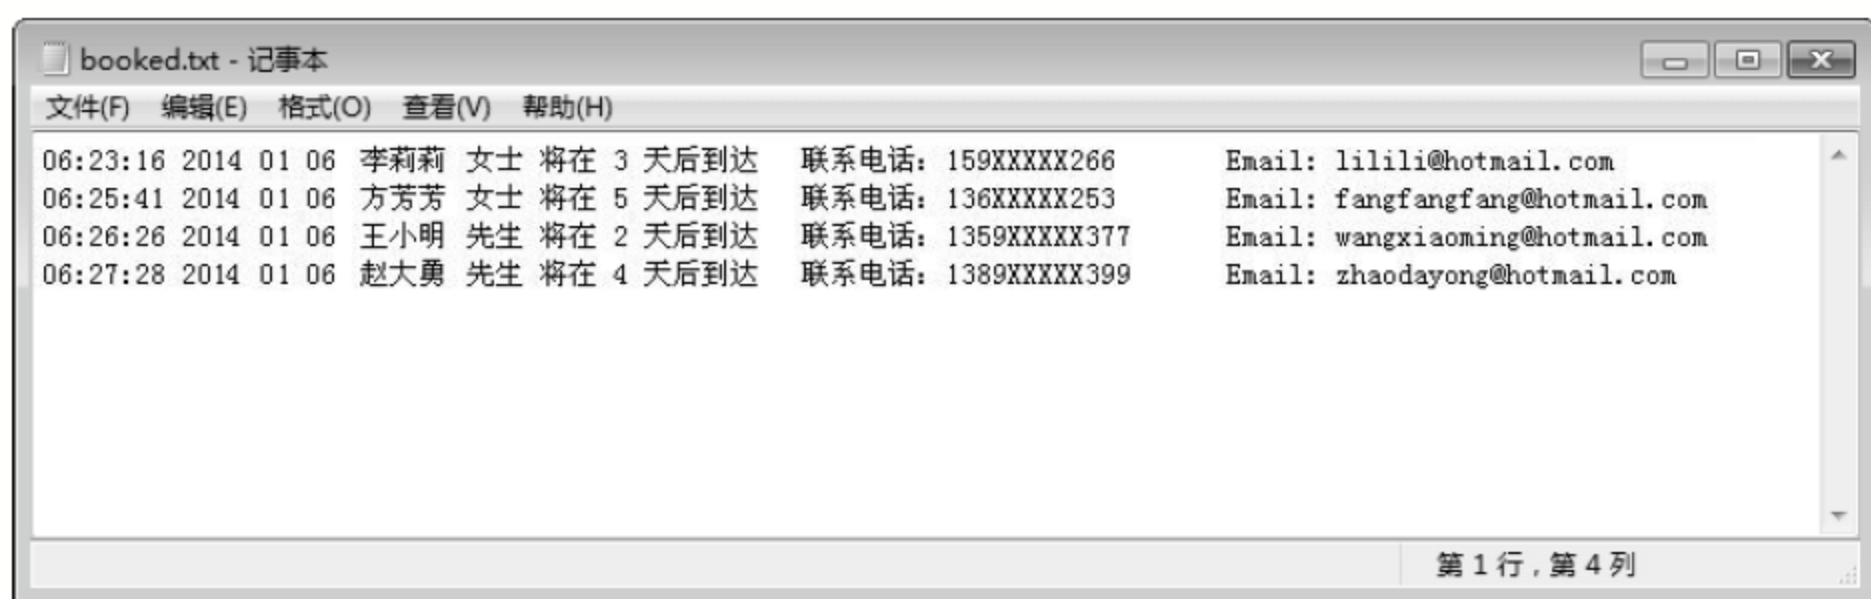 booked.txt - 记事本
文件(F) 编辑(E) 格式(O) 查看(V) 帮助(H)
06:23:16 2014 01 06 李莉莉 女士 将在 3 天后到达 联系电话: 159XXXXX266 Email: lilili@hotmail.com
06:25:41 2014 01 06 方芳芳 女士 将在 5 天后到达 联系电话: 136XXXXX253 Email: fangfangfang@hotmail.com
06:26:26 2014 01 06 王小明 先生 将在 2 天后到达 联系电话: 1359XXXXX377 Email: wangxiaoming@hotmail.com
06:27:28 2014 01 06 赵大勇 先生 将在 4 天后到达 联系电话: 1389XXXXX399 Email: zhaodayong@hotmail.com
第 1 行 , 第 4 列